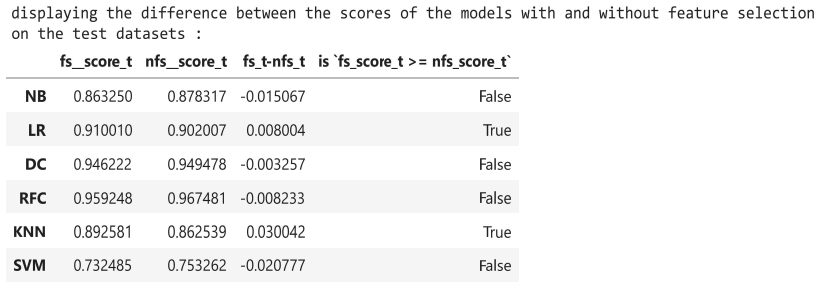 displaying the difference between the scores of the models with and without feature selection
on the test datasets :
fs__score_t nfs__score_t fs_t-nfs_t is `fs_score_t >= nfs_score_t`
NB 0.863250 0.878317 -0.015067 False
LR 0.910010 0.902007 0.008004 True
DC 0.946222 0.949478 -0.003257 False
RFC 0.959248 0.967481 -0.008233 False
KNN 0.892581 0.862539 0.030042 True
SVM 0.732485 0.753262 -0.020777 False